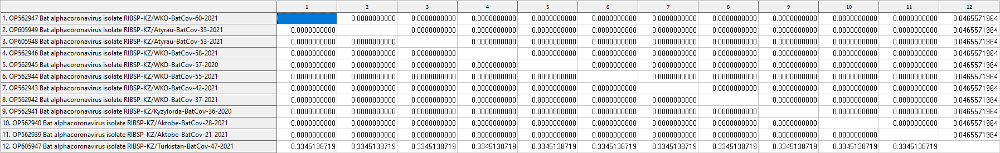 1 2 3 4 5 6 7 8 9 10 11 12
1. OP562947 Bat alphacoronavirus isolate RIBSP-KZ/WKO-BatCov-60-2021 0.0000000000 0.0000000000 0.0000000000 0.0000000000 0.0000000000 0.0000000000 0.0000000000 0.0000000000 0.0000000000 0.0000000000 0.0465571964
2. OP605949 Bat alphacoronavirus isolate RIBSP-KZ/Atyrau-BatCov-33-2021 0.0000000000 0.0000000000 0.0000000000 0.0000000000 0.0000000000 0.0000000000 0.0000000000 0.0000000000 0.0000000000 0.0000000000 0.0465571964
3. OP605948 Bat alphacoronavirus isolate RIBSP-KZ/Atyrau-BatCov-53-2021 0.0000000000 0.0000000000 0.0000000000 0.0000000000 0.0000000000 0.0000000000 0.0000000000 0.0000000000 0.0000000000 0.0465571964
4. OP562946 Bat alphacoronavirus isolate RIBSP-KZ/WKO-BatCov-58-2021 0.0000000000 0.0000000000 0.0000000000 0.0000000000 0.0000000000 0.0000000000 0.0000000000 0.0000000000 0.0000000000 0.0000000000 0.0465571964
5. OP562945 Bat alphacoronavirus isolate RIBSP-KZ/WKO-BatCov-57-2020 0.0000000000 0.0000000000 0.0000000000 0.0000000000 0.0000000000 0.0000000000 0.0000000000 0.0000000000 0.0000000000 0.0000000000 0.0465571964
6. OP562944 Bat alphacoronavirus isolate RIBSP-KZ/WKO-BatCov-55-2021 0.0000000000 0.0000000000 0.0000000000 0.0000000000 0.0000000000 0.0000000000 0.0000000000 0.0000000000 0.0000000000 0.0000000000 0.0465571964
7. OP562943 Bat alphacoronavirus isolate RIBSP-KZ/WKO-BatCov-42-2021 0.0000000000 0.0000000000 0.0000000000 0.0000000000 0.0000000000 0.0000000000 0.0000000000 0.0000000000 0.0000000000 0.0000000000 0.0465571964
8. OP562942 Bat alphacoronavirus isolate RIBSP-KZ/WKO-BatCov-37-2021 0.0000000000 0.0000000000 0.0000000000 0.0000000000 0.0000000000 0.0000000000 0.0000000000 0.0000000000 0.0000000000 0.0000000000 0.0465571964
9. OP562941 Bat alphacoronavirus isolate RIBSP-KZ/Kyzylorda-BatCov-36-2020 0.0000000000 0.0000000000 0.0000000000 0.0000000000 0.0000000000 0.0000000000 0.0000000000 0.0000000000 0.0000000000 0.0000000000 0.0465571964
10. OP562940 Bat alphacoronavirus isolate RIBSP-KZ/Aktobe-BatCov-28-2021 0.0000000000 0.0000000000 0.0000000000 0.0000000000 0.0000000000 0.0000000000 0.0000000000 0.0000000000 0.0000000000 0.0000000000 0.0465571964
11. OP562939 Bat alphacoronavirus isolate RIBSP-KZ/Aktobe-BatCov-21-2021 0.0000000000 0.0000000000 0.0000000000 0.0000000000 0.0000000000 0.0000000000 0.0000000000 0.0000000000 0.0000000000 0.0000000000 0.0465571964
12. OP605947 Bat alphacoronavirus isolate RIBSP-KZ/Turkistan-BatCov-47-2021 0.3345138719 0.3345138719 0.3345138719 0.3345138719 0.3345138719 0.3345138719 0.3345138719 0.3345138719 0.3345138719 0.3345138719 0.3345138719